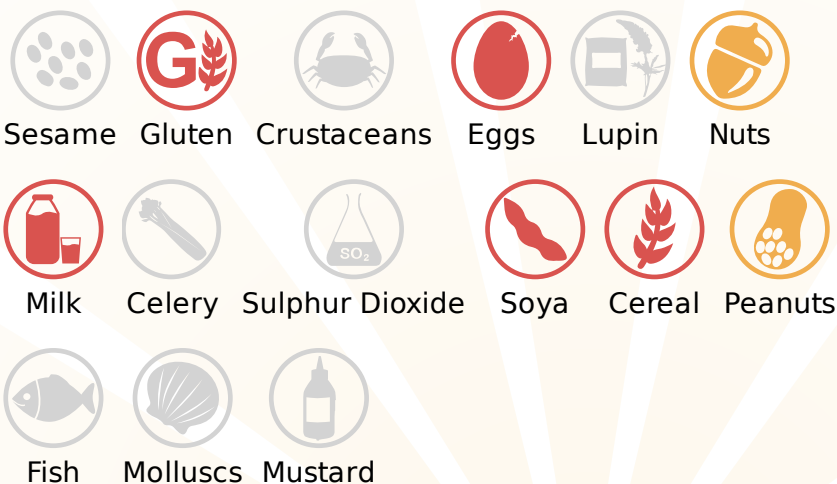 G
Sesame Gluten Crustaceans Eggs Lupin Nuts
SO₂
Milk Celery Sulphur Dioxide Soya Cereal Peanuts
Fish Molluscs Mustard